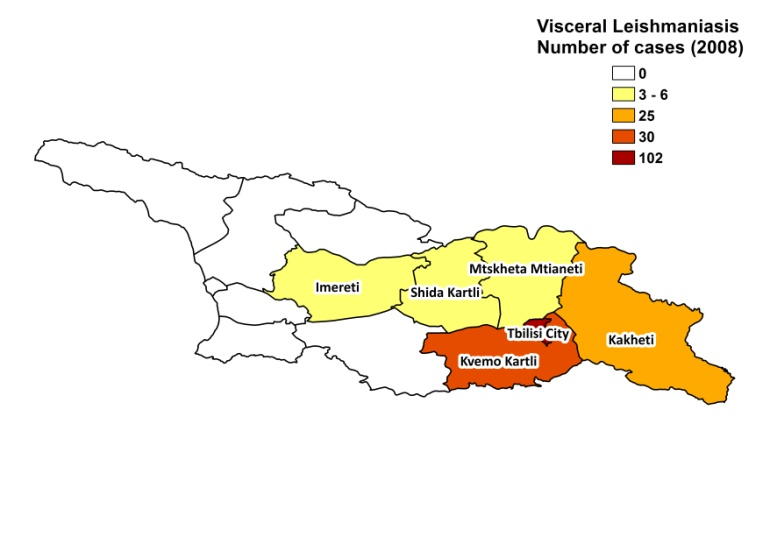 Visceral Leishmaniasis
Number of cases (2008)
0
3 - 6
25
30
102
Mtskheta Mtianeti
Imereti
Shida Kartli
Tbilisi City
Kakheti
Kvemo Kartli